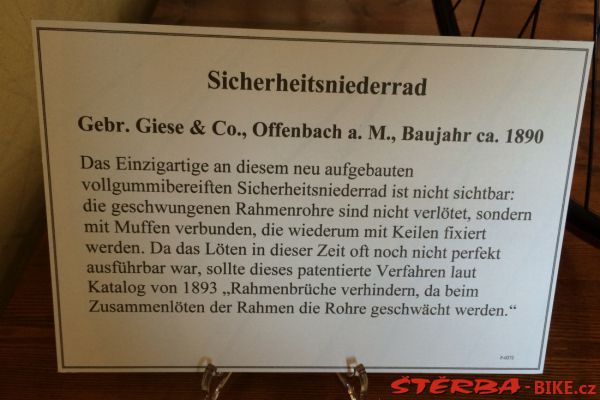 Sicherheitsniederrad
Gebr. Giese & Co., Offenbach a. M., Baujahr ca. 1890
Das Einzigartige an diesem neu aufgebauten
vollgummibereiften Sicherheitsniederrad ist nicht sichtbar:
die geschwungenen Rahmenrohre sind nicht verlötet, sondern
mit Muffen verbunden, die wiederum mit Keilen fixiert
werden. Da das Löten in dieser Zeit oft noch nicht perfekt
ausführbar war, sollte dieses patentierte Verfahren laut
Katalog von 1893 „Rahmenbrüche verhindern, da beim
Zusammenlöten der Rahmen die Rohre geschwächt werden.“
ŠTĚRBA-BIKE.cz